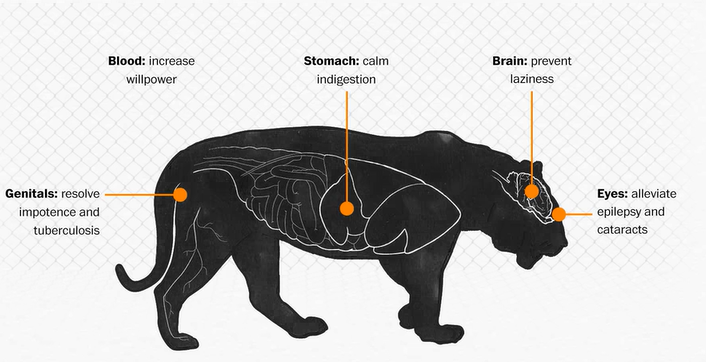 Blood: increase
willpower
Stomach: calm
indigestion
Brain: prevent
laziness
Genitals: resolve
impotence and
tuberculosis
Eyes: alleviate
epilepsy and
cataracts